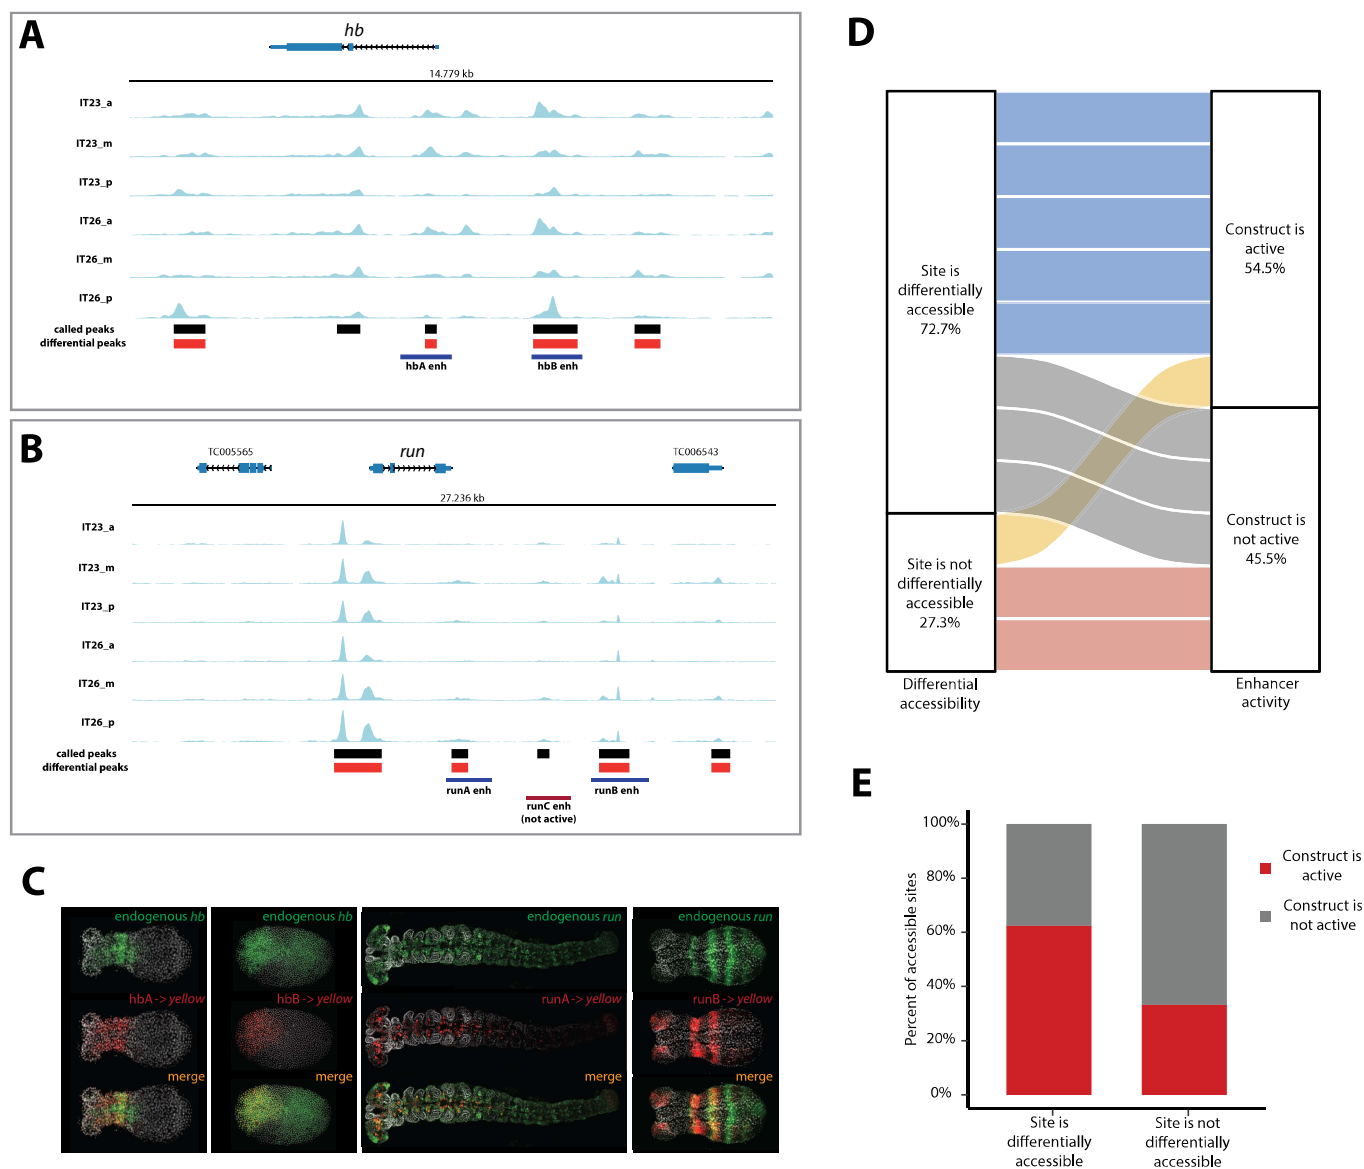 A
hb
14.779 kb
IT23_a
IT23_m
IT23_p
IT26_a
IT26_m
IT26_p
called peaks
differential peaks
hbA enh
hbB enh
B
TC005565
run
TC006543
27.236 kb
IT23_a
IT23_m
IT23_p
IT26_a
IT26_m
IT26_p
called peaks
differential peaks
runA enh
runB enh
runC enh
(not active)
C
endogenous hb
endogenous hb
endogenous run
endogenous run
hbA -> yellow
hbB -> yellow
runA -> yellow
runB -> yellow
merge
merge
merge
merge
D
Site is
differentially
accessible
72.7%
Site is not
differentially
accessible
27.3%
Construct is
active
54.5%
Construct is
not active
45.5%
Differential
accessibility
Enhancer
activity
E
Percent of accessible sites
100%
80%
60%
40%
20%
0%
Site is
differentially
accessible
Site is not
differentially
accessible
Construct is
active
Construct is
not active